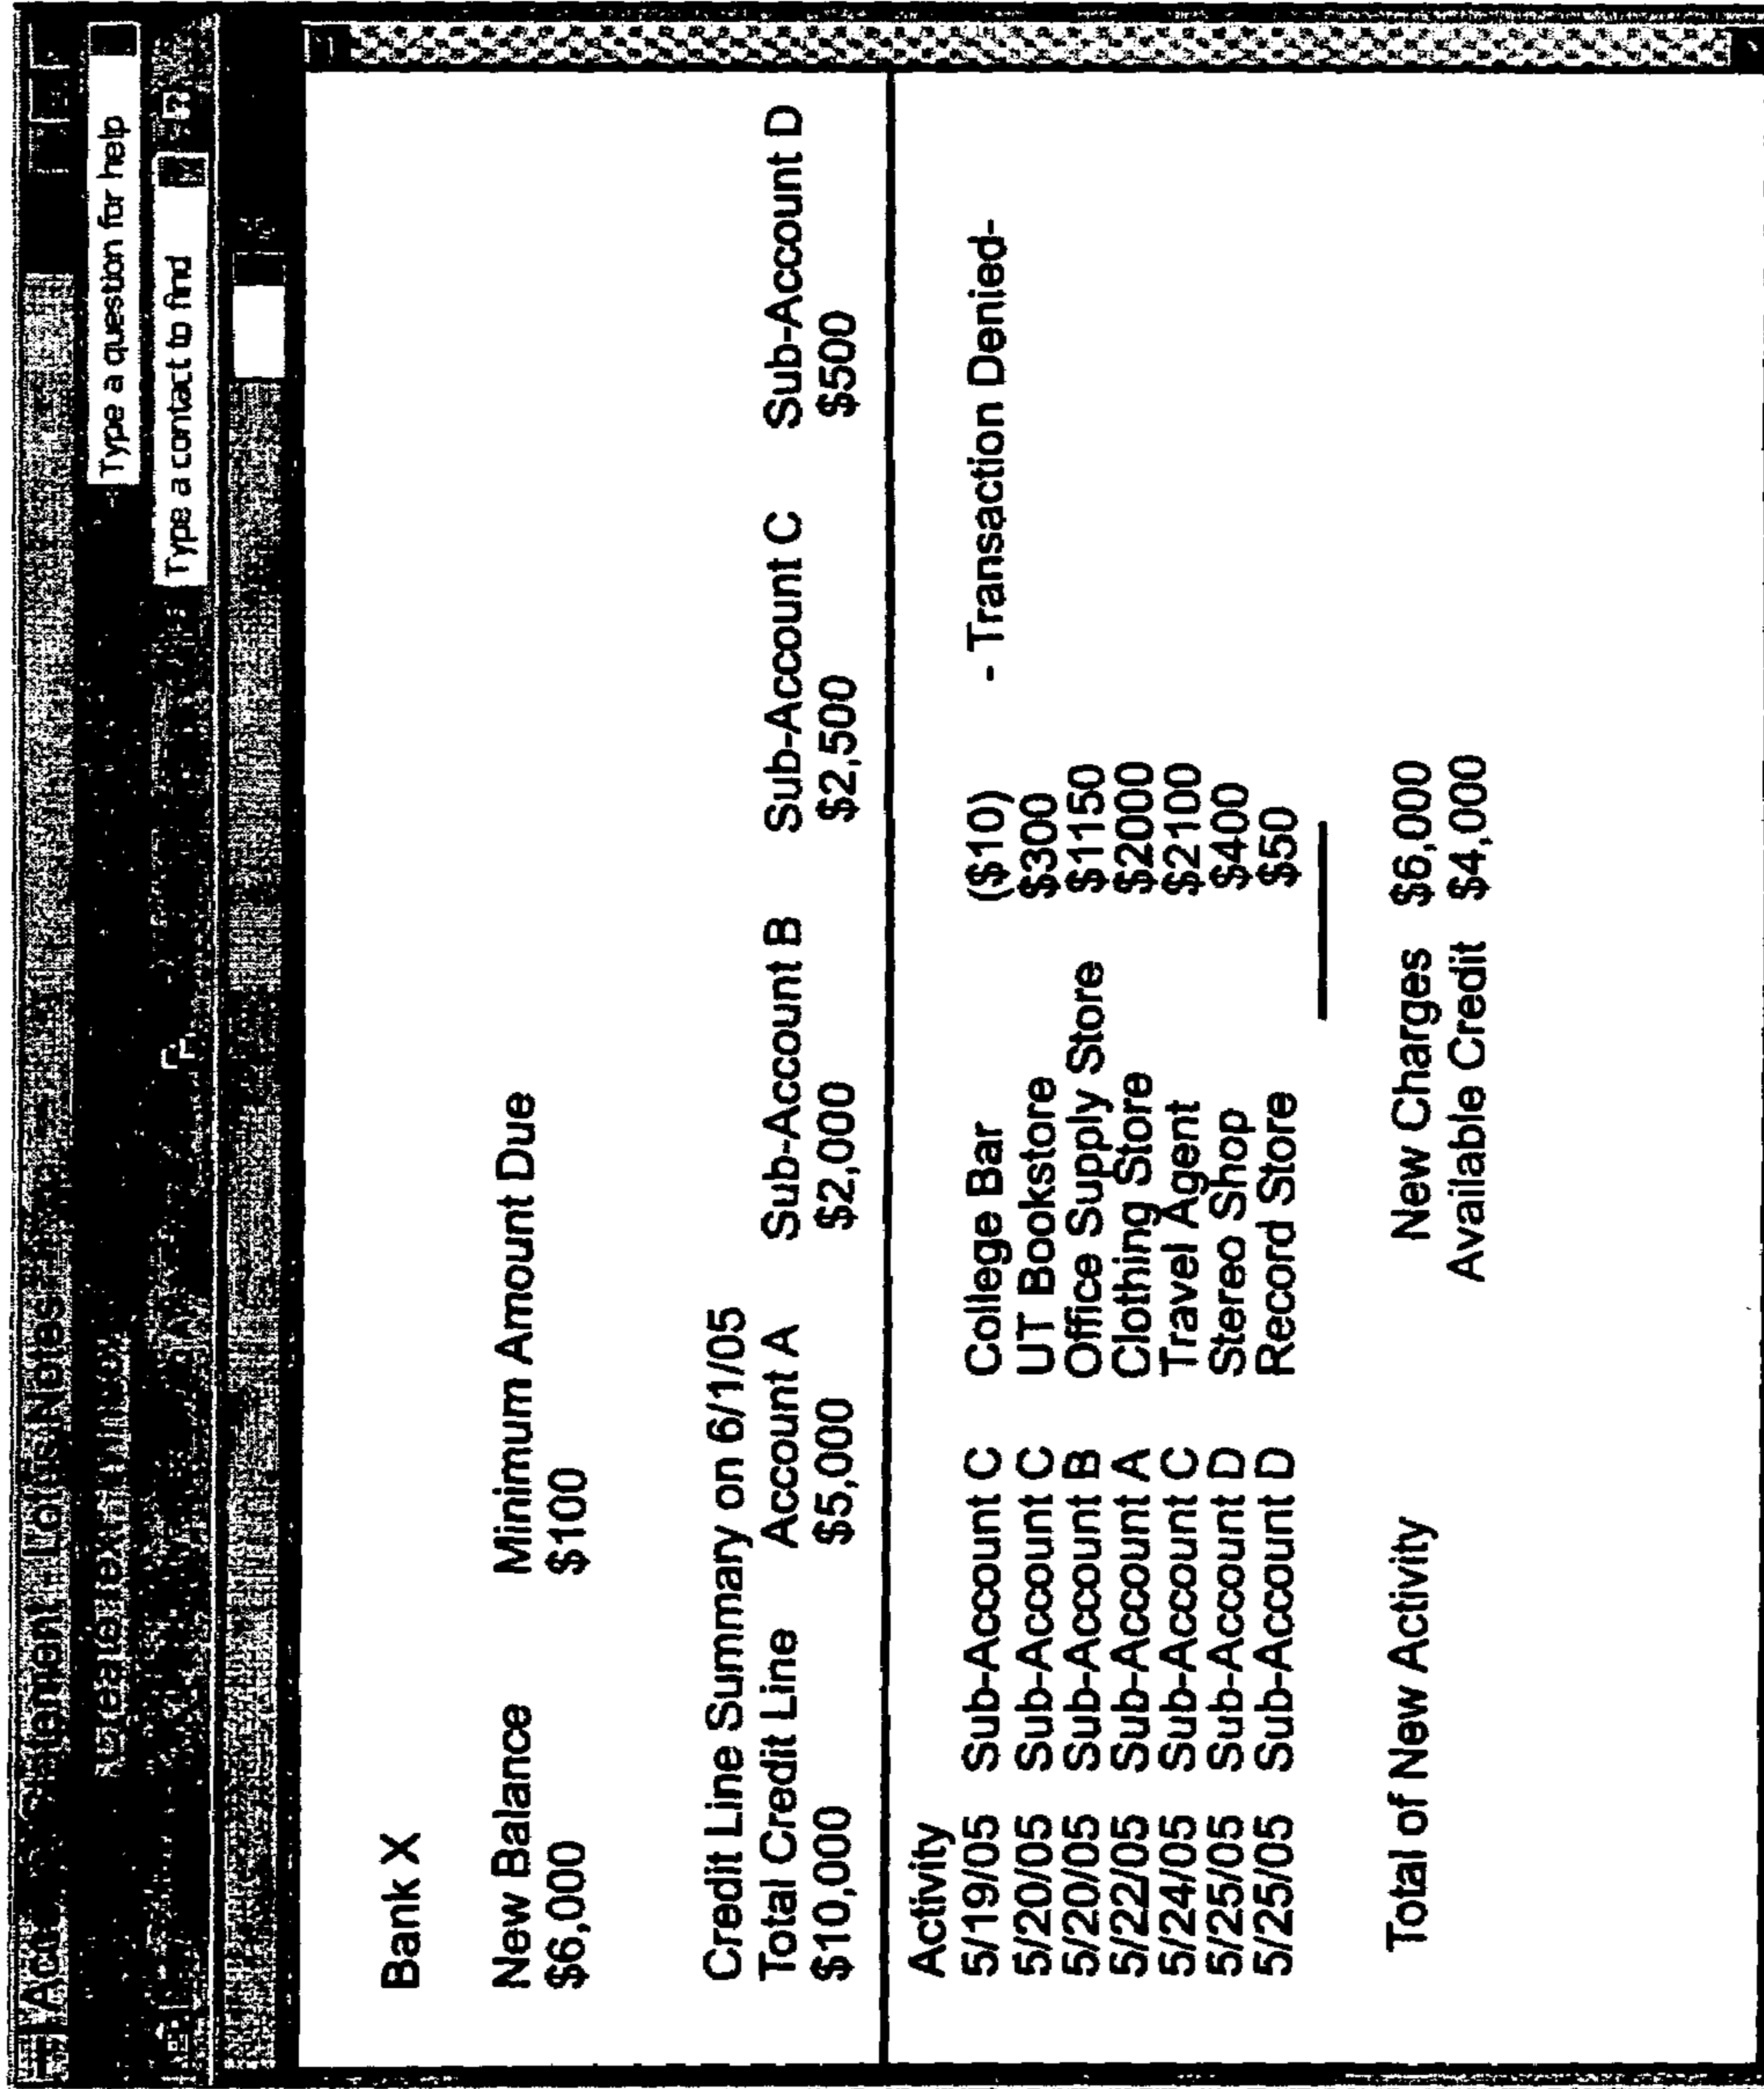 Account Statement - Lotus Notes
Create Text
Type a question for help
Type a contact to find
Bank X
New Balance Minimum Amount Due
$6,000 $100
Credit Line Summary on 6/1/05
Total Credit Line Account A Sub-Account B Sub-Account C Sub-Account D
$10,000 $5,000 $2,000 $2,500 $500
Activity
5/19/05 Sub-Account C College Bar ($10) - Transaction Denied-
5/20/05 Sub-Account C UT Bookstore $300
5/20/05 Sub-Account B Office Supply Store $1150
5/22/05 Sub-Account A Clothing Store $2000
5/24/05 Sub-Account C Travel Agent $2100
5/25/05 Sub-Account D Stereo Shop $400
5/25/05 Sub-Account D Record Store $50
Total of New Activity New Charges $6,000
Available Credit $4,000